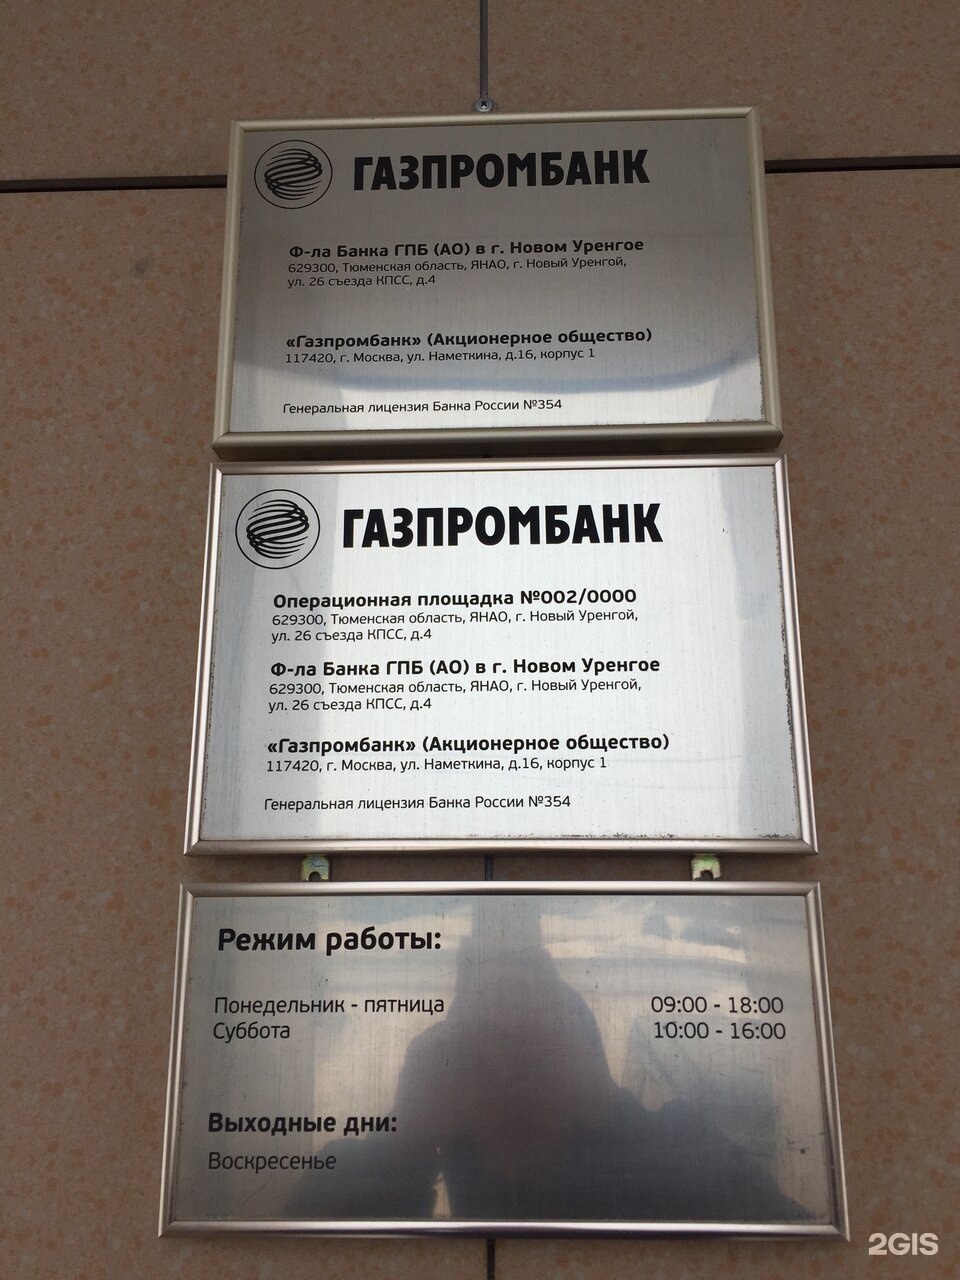 ГАЗПРОМБАНК
Ф-ла Банка ГПБ (АО) в г. Новом Уренгое
629300, Тюменская область, ЯНАО, г. Новый Уренгой,
ул. 26 съезда КПСС, д.4
«Газпромбанк» (Акционерное общество)
117420, г. Москва, ул. Наметкина, д.16, корпус 1
Генеральная лицензия Банка России №354
ГАЗПРОМБАНК
Операционная площадка №002/0000
629300, Тюменская область, ЯНАО, г. Новый Уренгой,
ул. 26 съезда КПСС, д.4
Ф-ла Банка ГПБ (АО) в г. Новом Уренгое
629300, Тюменская область, ЯНАО, г. Новый Уренгой,
ул. 26 съезда КПСС, д.4
«Газпромбанк» (Акционерное общество)
117420, г. Москва, ул. Наметкина, д.16, корпус 1
Генеральная лицензия Банка России №354
Режим работы:
Понедельник - пятница 09:00 - 18:00
Суббота 10:00 - 16:00
Выходные дни:
Воскресенье
2GIS